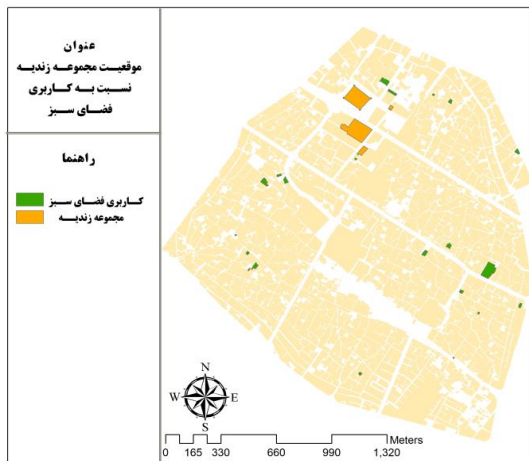 عنوان
موقعیت مجموعه زندیه
نسبت به کاربری
فضای سبز
راهنما
کاربری فضای سبز
مجموعه زندیه
N
W E
S
Meters
0 165 330 660 990 1,320